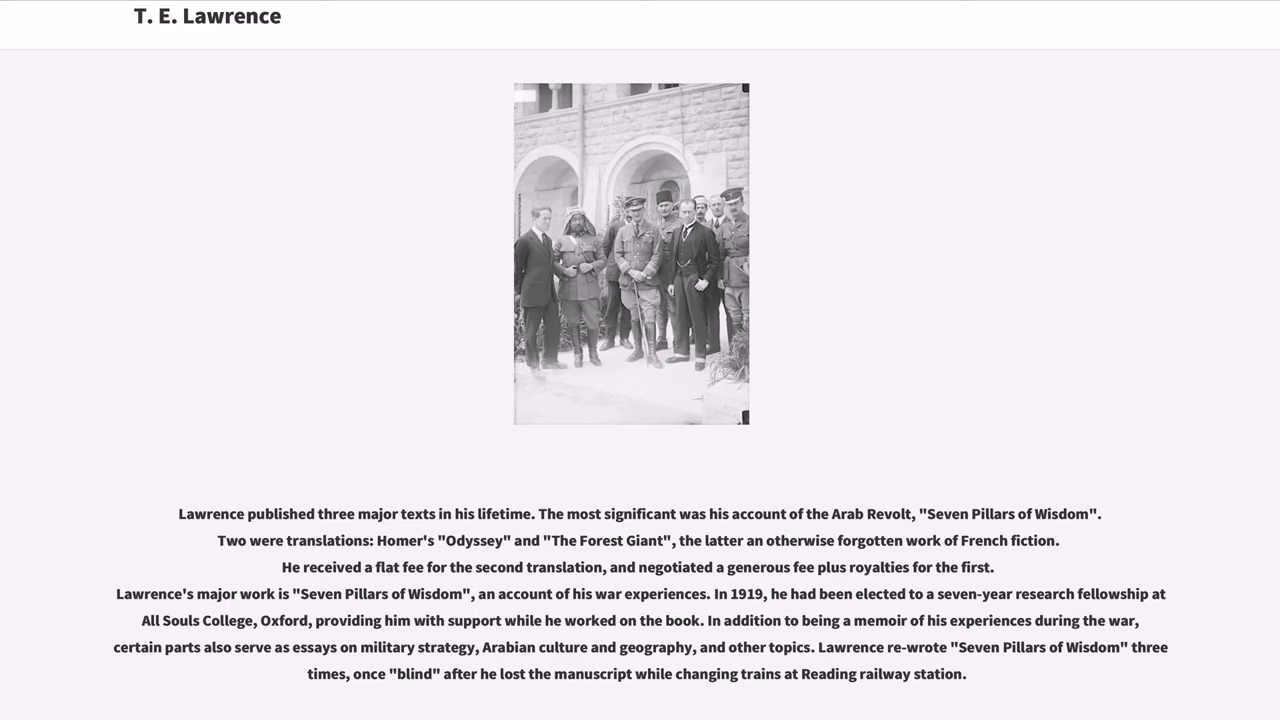 T. E. Lawrence
Lawrence published three major texts in his lifetime. The most significant was his account of the Arab Revolt, "Seven Pillars of Wisdom".
Two were translations: Homer's "Odyssey" and "The Forest Giant", the latter an otherwise forgotten work of French fiction.
He received a flat fee for the second translation, and negotiated a generous fee plus royalties for the first.
Lawrence's major work is "Seven Pillars of Wisdom", an account of his war experiences. In 1919, he had been elected to a seven-year research fellowship at
All Souls College, Oxford, providing him with support while he worked on the book. In addition to being a memoir of his experiences during the war,
certain parts also serve as essays on military strategy, Arabian culture and geography, and other topics. Lawrence re-wrote "Seven Pillars of Wisdom" three
times, once "blind" after he lost the manuscript while changing trains at Reading railway station.